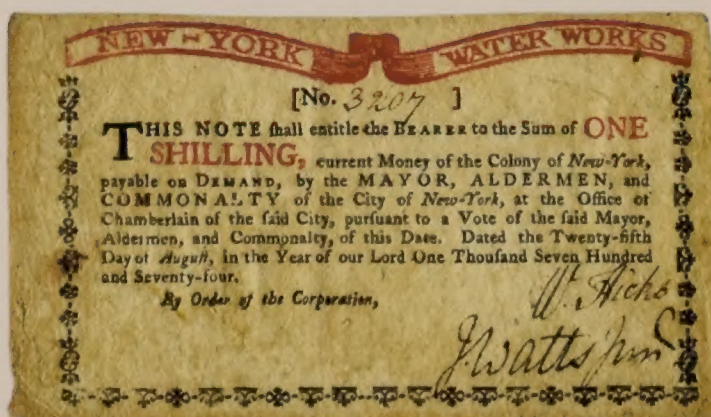 NEW-YORK WATER WORKS
[No. 3207 ]
THIS NOTE ſhall entitle the BEARER to the Sum of ONE
SHILLING, current Money of the Colony of New-York,
payable on DEMAND, by the MAYOR, ALDERMEN, and
COMMONALTY of the City of New-York, at the Office of
Chamberlain of the ſaid City, purſuant to a Vote of the ſaid Mayor,
Aldermen, and Commonalty, of this Date. Dated the Twenty-fifth
Day of Auguſt, in the Year of our Lord One Thouſand Seven Hundred
and Seventy-four.
By Order of the Corporation,
W. Hicks
J. Watts Junr